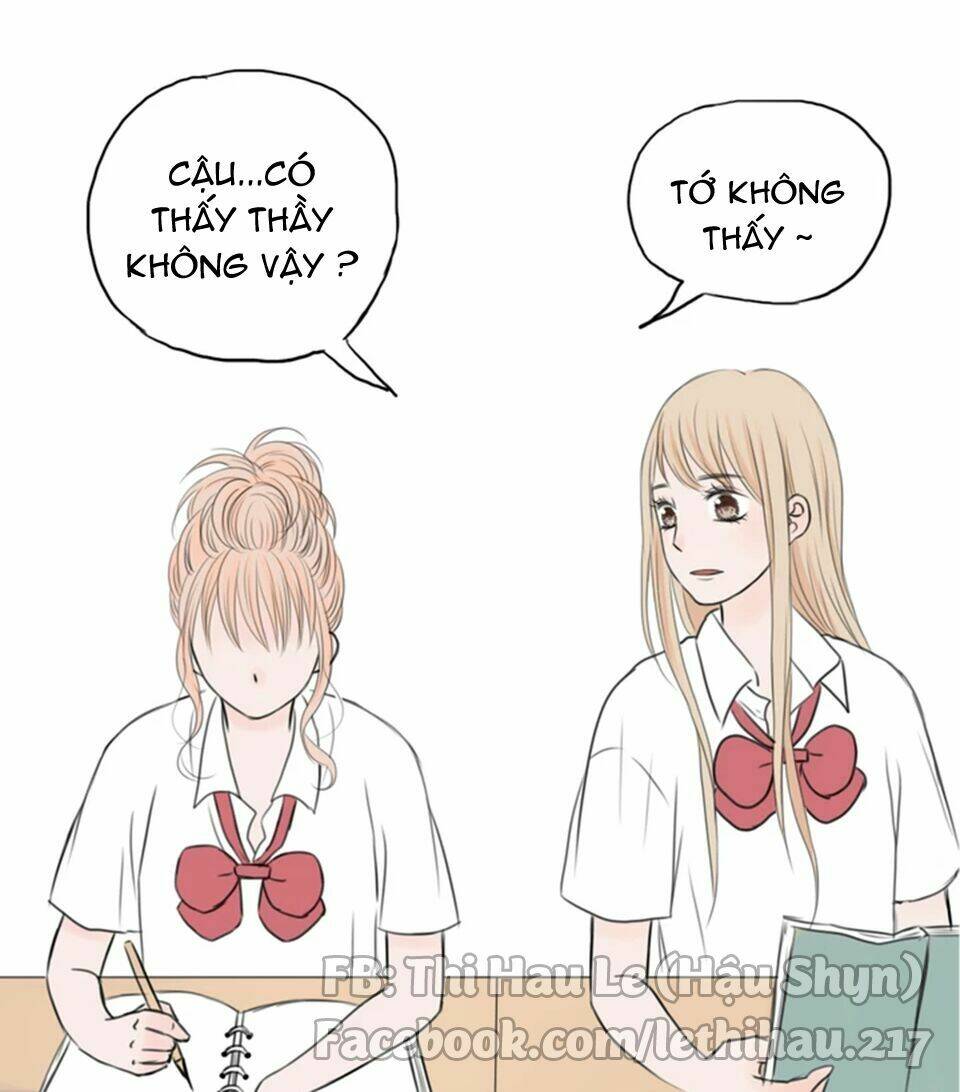 CẬU...CÓ
THẤY THẦY
KHÔNG VẬY ?
TỚ KHÔNG
THẤY ~
FB: Thi Hau Le (Hậu Shyn)
Facebook.com/lethihau.217